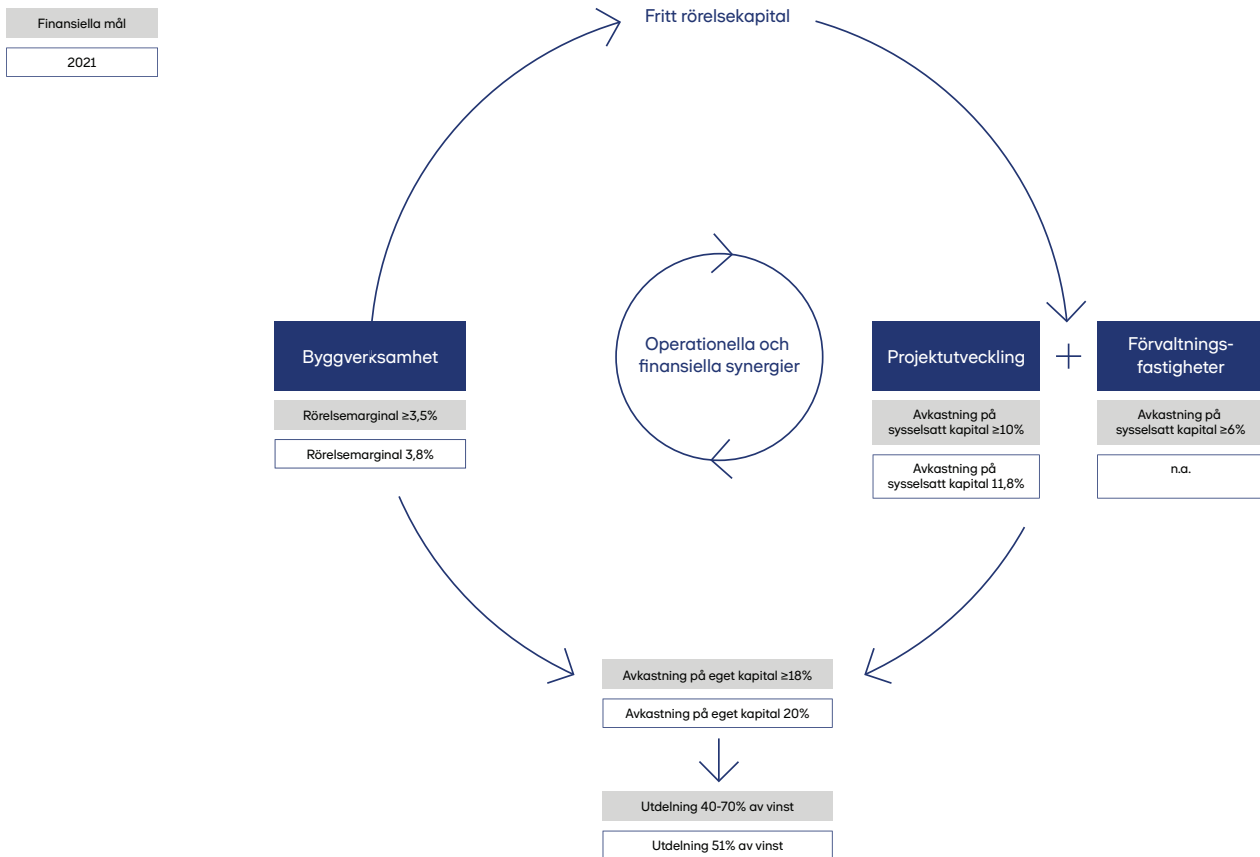 Finansiella mål
2021
Fritt rörelsekapital
Operationella och
finansiella synergier
Byggverksamhet
Rörelsemarginal ≥3,5%
Rörelsemarginal 3,8%
Projektutveckling
Avkastning på
sysselsatt kapital ≥10%
Avkastning på
sysselsatt kapital 11,8%
+
Förvaltnings-
fastigheter
Avkastning på
sysselsatt kapital ≥6%
n.a.
Avkastning på eget kapital ≥18%
Avkastning på eget kapital 20%
Utdelning 40-70% av vinst
Utdelning 51% av vinst